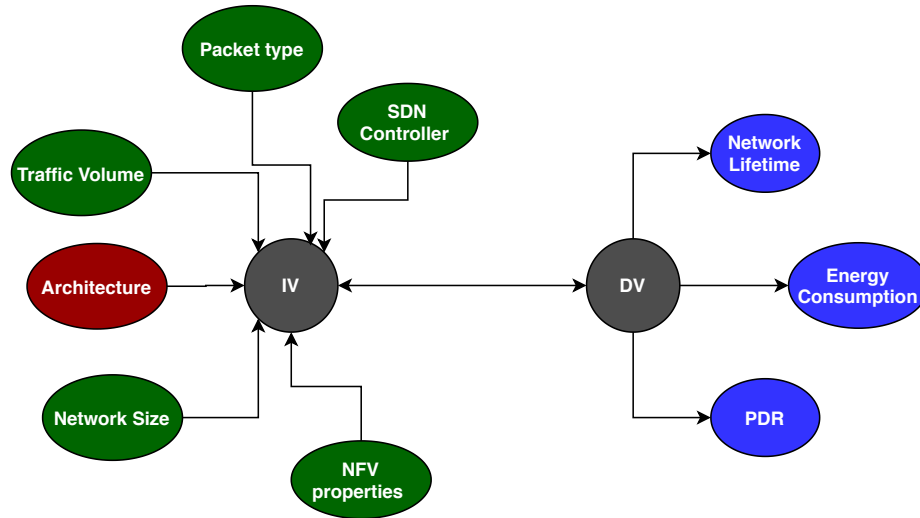 Packet type
SDN
Controller
Network
Lifetime
Traffic Volume
Architecture
IV
DV
Energy
Consumption
Network Size
PDR
NFV
properties